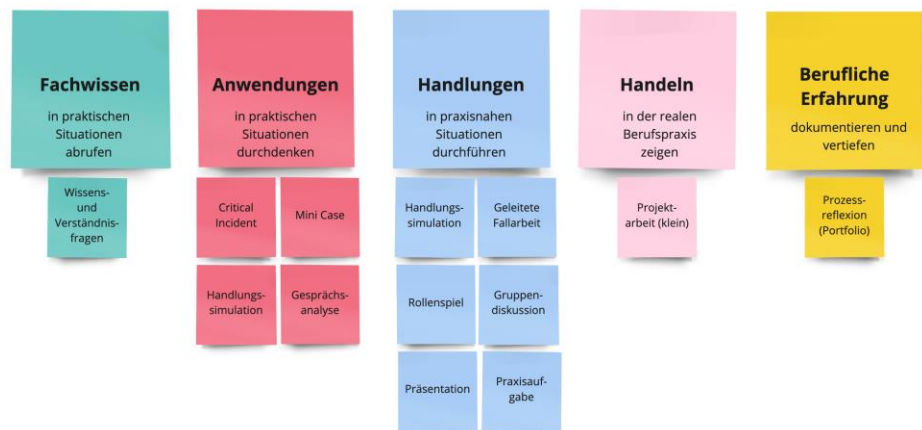 Fachwissen
in praktischen
Situationen
abrufen
Wissens-
und
Verständnis-
fragen
Anwendungen
in praktischen
Situationen
durchdenken
Critical
Incident
Mini Case
Handlungs-
simulation
Gesprächs-
analyse
Handlungen
in praxisnahen
Situationen
durchführen
Handlungs-
simulation
Geleitete
Fallarbeit
Rollenspiel
Gruppen-
diskussion
Präsentation
Praxisauf-
gabe
Handeln
in der realen
Berufspraxis
zeigen
Projekt-
arbeit (klein)
Berufliche
Erfahrung
dokumentieren und
vertiefen
Prozess-
reflexion
(Portfolio)